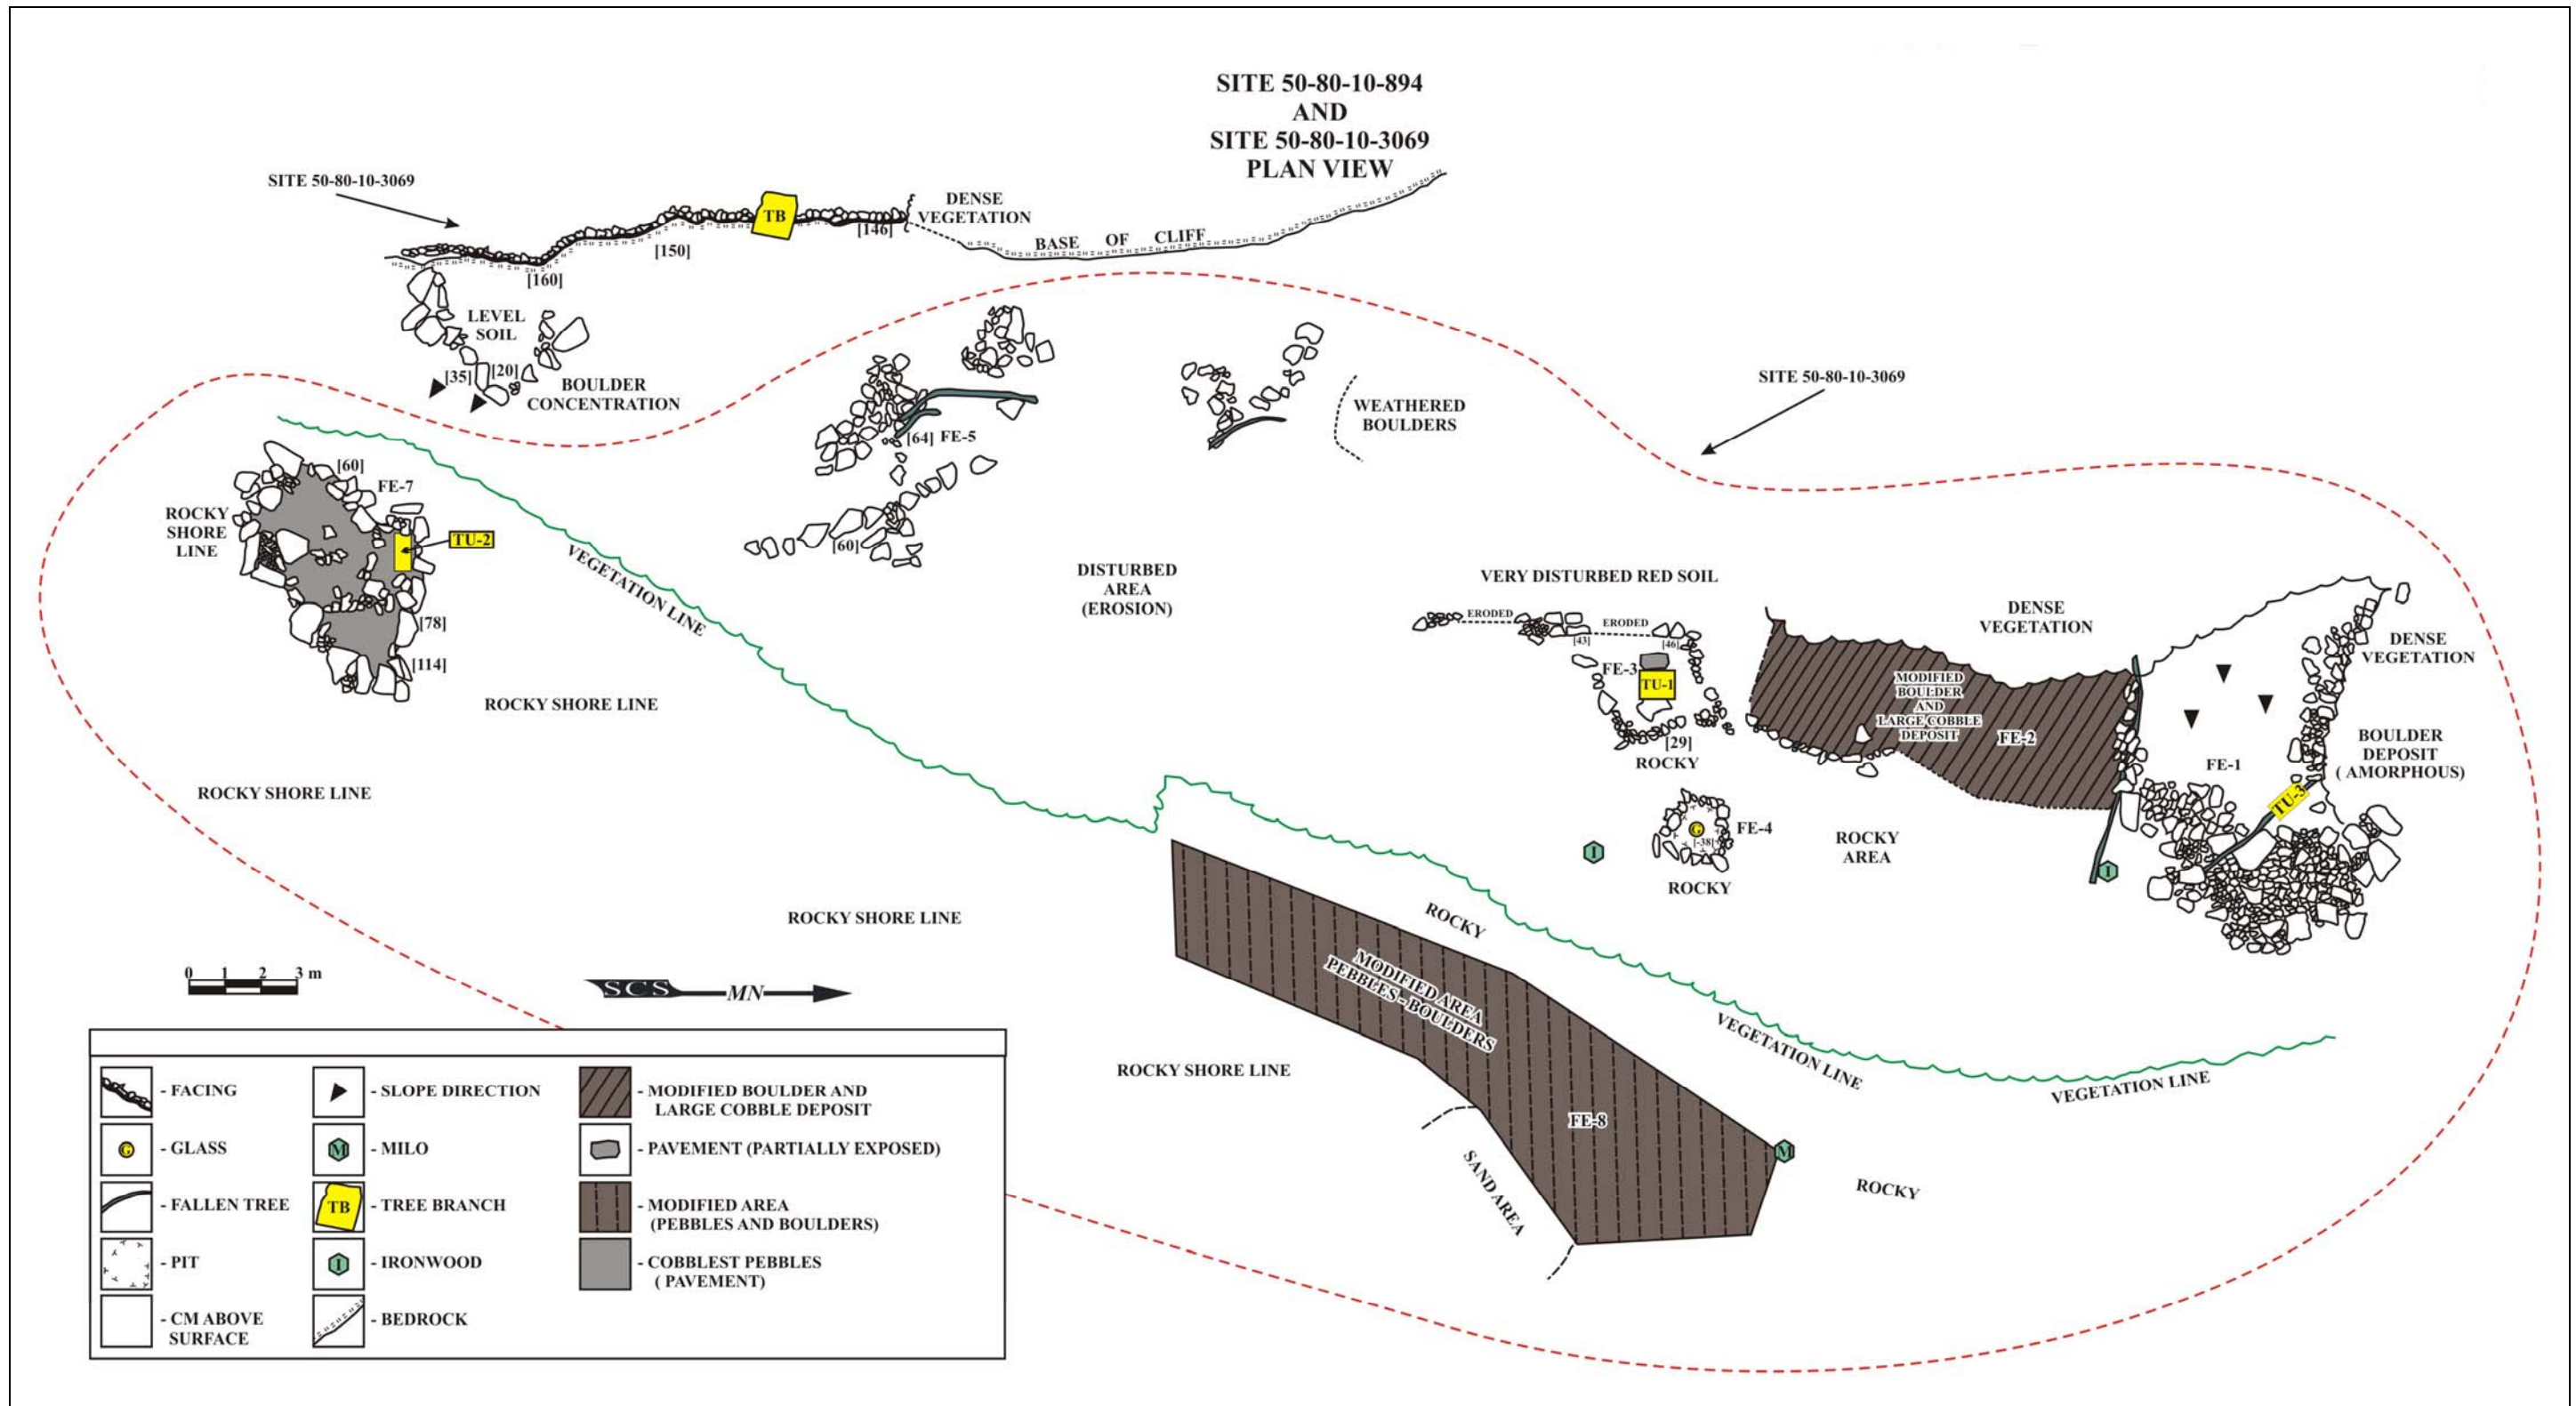 SITE 50-80-10-894
AND
SITE 50-80-10-3069
PLAN VIEW
SITE 50-80-10-3069
TB
DENSE
VEGETATION
[146]
[150]
[160]
BASE OF CLIFF
LEVEL
SOIL
[35]
[20]
BOULDER
CONCENTRATION
[64] FE-5
[60]
WEATHERED
BOULDERS
SITE 50-80-10-3069
[60]
FE-7
ROCKY
SHORE
LINE
TU-2
[78]
[114]
VEGETATION LINE
DISTURBED
AREA
(EROSION)
VERY DISTURBED RED SOIL
ERODED
ERODED
[43]
[46]
FE-3
TU-1
[29]
ROCKY
DENSE
VEGETATION
MODIFIED
BOULDER
AND
LARGE COBBLE
DEPOSIT
FE-2
DENSE
VEGETATION
FE-1
BOULDER
DEPOSIT
( AMORPHOUS)
TU-3
ROCKY SHORE LINE
ROCKY SHORE LINE
G
[-38]
FE-4
ROCKY
I
ROCKY
AREA
I
ROCKY SHORE LINE
ROCKY
MODIFIED AREA
PEBBLES - BOULDERS
0 1 2 3 m
SCS MN
ROCKY SHORE LINE
VEGETATION LINE
VEGETATION LINE
FE-8
M
SAND AREA
ROCKY
- FACING
- SLOPE DIRECTION
- MODIFIED BOULDER AND
LARGE COBBLE DEPOSIT
G - GLASS
M - MILO
- PAVEMENT (PARTIALLY EXPOSED)
- FALLEN TREE
TB - TREE BRANCH
- MODIFIED AREA
(PEBBLES AND BOULDERS)
- PIT
I - IRONWOOD
- COBBLEST PEBBLES
( PAVEMENT)
- CM ABOVE
SURFACE
- BEDROCK